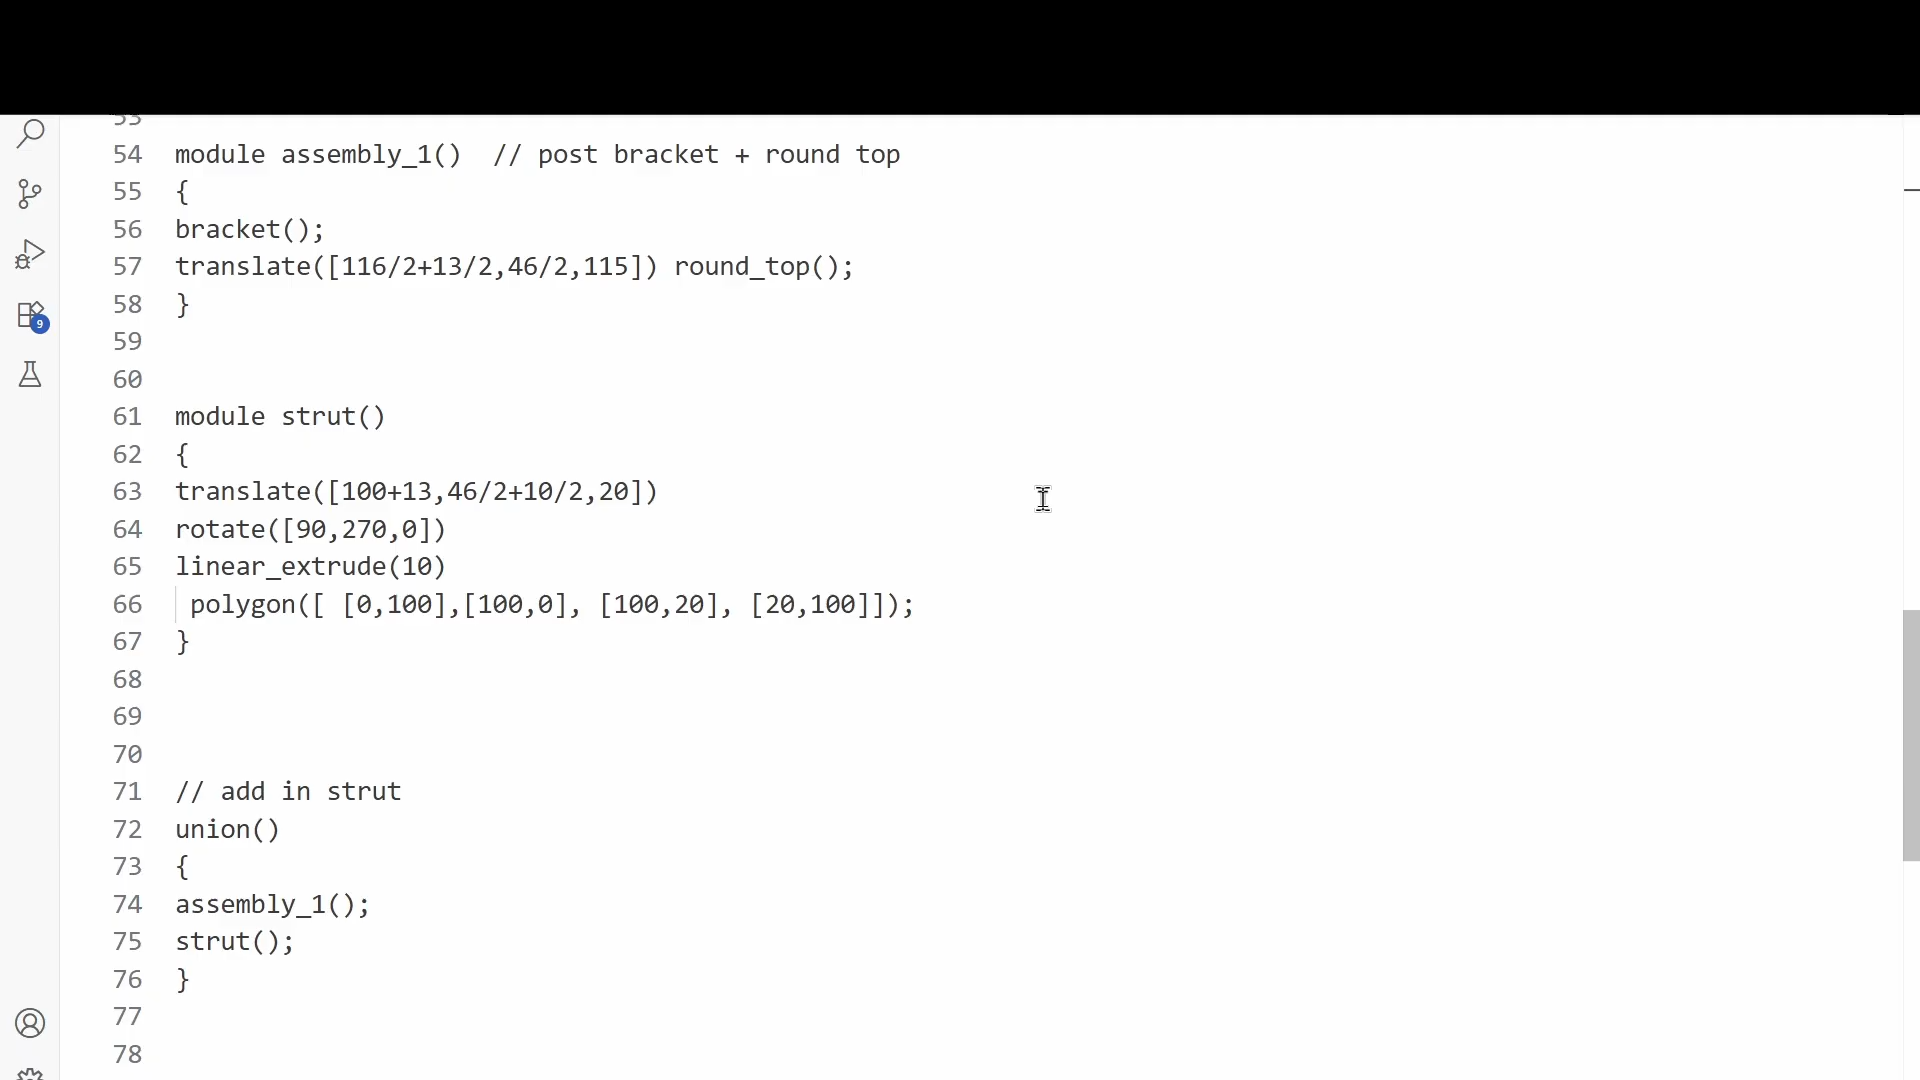 53
54 module assembly_1()  // post bracket + round top
55 {
56 bracket();
57 translate([116/2+13/2,46/2,115]) round_top();
58 }
59
60
61 module strut()
62 {
63 translate([100+13,46/2+10/2,20])
64 rotate([90,270,0])
65 linear_extrude(10)
66  polygon([ [0,100],[100,0], [100,20], [20,100]]);
67 }
68
69
70
71 // add in strut
72 union()
73 {
74 assembly_1();
75 strut();
76 }
77
78
9